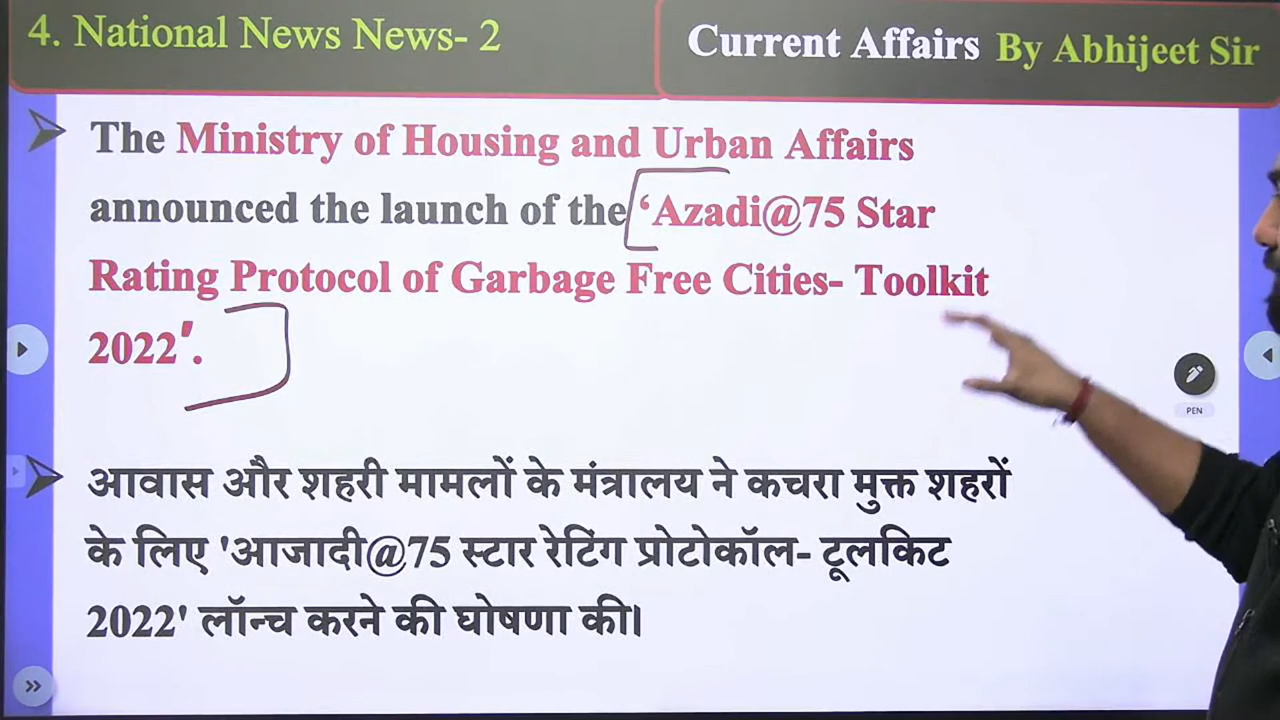 4. National News News- 2
Current Affairs By Abhijeet Sir
The Ministry of Housing and Urban Affairs
announced the launch of the ‘Azadi@75 Star
Rating Protocol of Garbage Free Cities- Toolkit
2022'.
PEN
आवास और शहरी मामलों के मंत्रालय ने कचरा मुक्त शहरों
के लिए 'आजादी@75 स्टार रेटिंग प्रोटोकॉल- टूलकिट
2022' लॉन्च करने की घोषणा की।